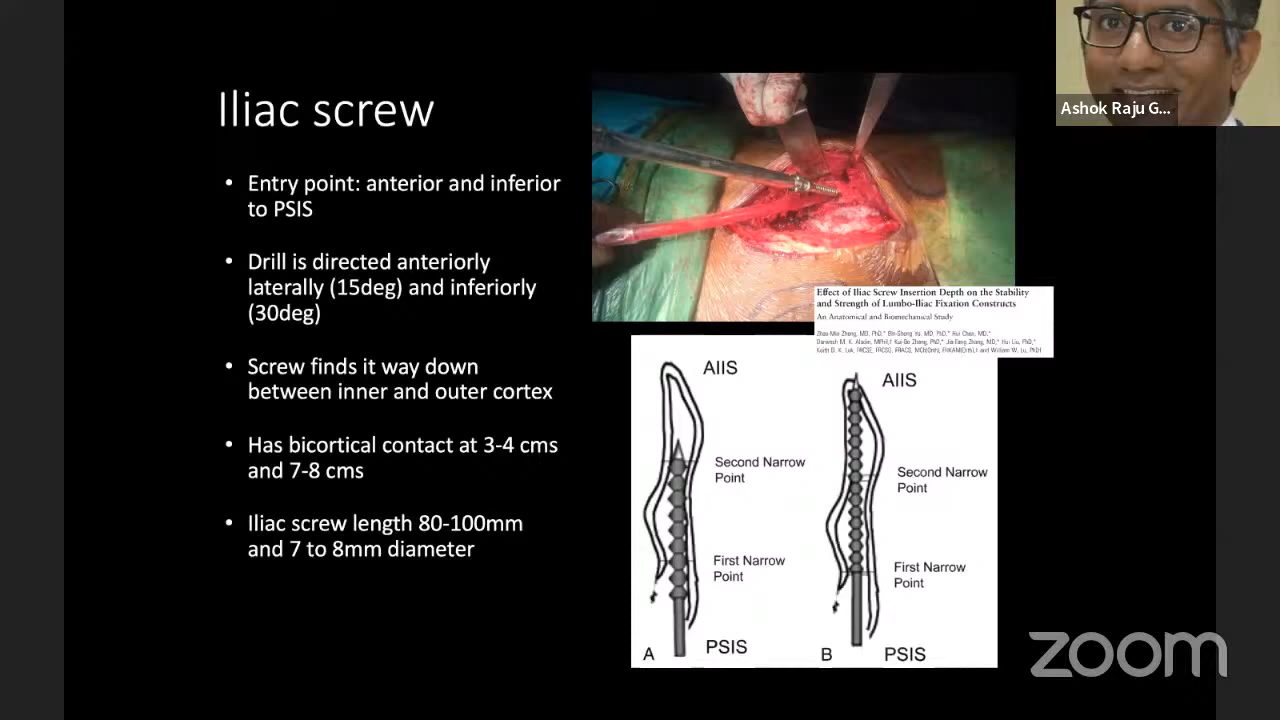 Iliac screw
• Entry point: anterior and inferior
to PSIS
• Drill is directed anteriorly
laterally (15deg) and inferiorly
(30deg)
• Screw finds it way down
between inner and outer cortex
• Has bicortical contact at 3-4 cms
and 7-8 cms
• Iliac screw length 80-100mm
and 7 to 8mm diameter
Ashok Raju G...
Effect of Iliac Screw Insertion Depth on the Stability
and Strength of Lumbo-Iliac Fixation Constructs
An Anatomical and Biomechanical Study
AIIS
Second Narrow
Point
First Narrow
Point
PSIS
A
AIIS
Second Narrow
Point
First Narrow
Point
B
PSIS
zoom